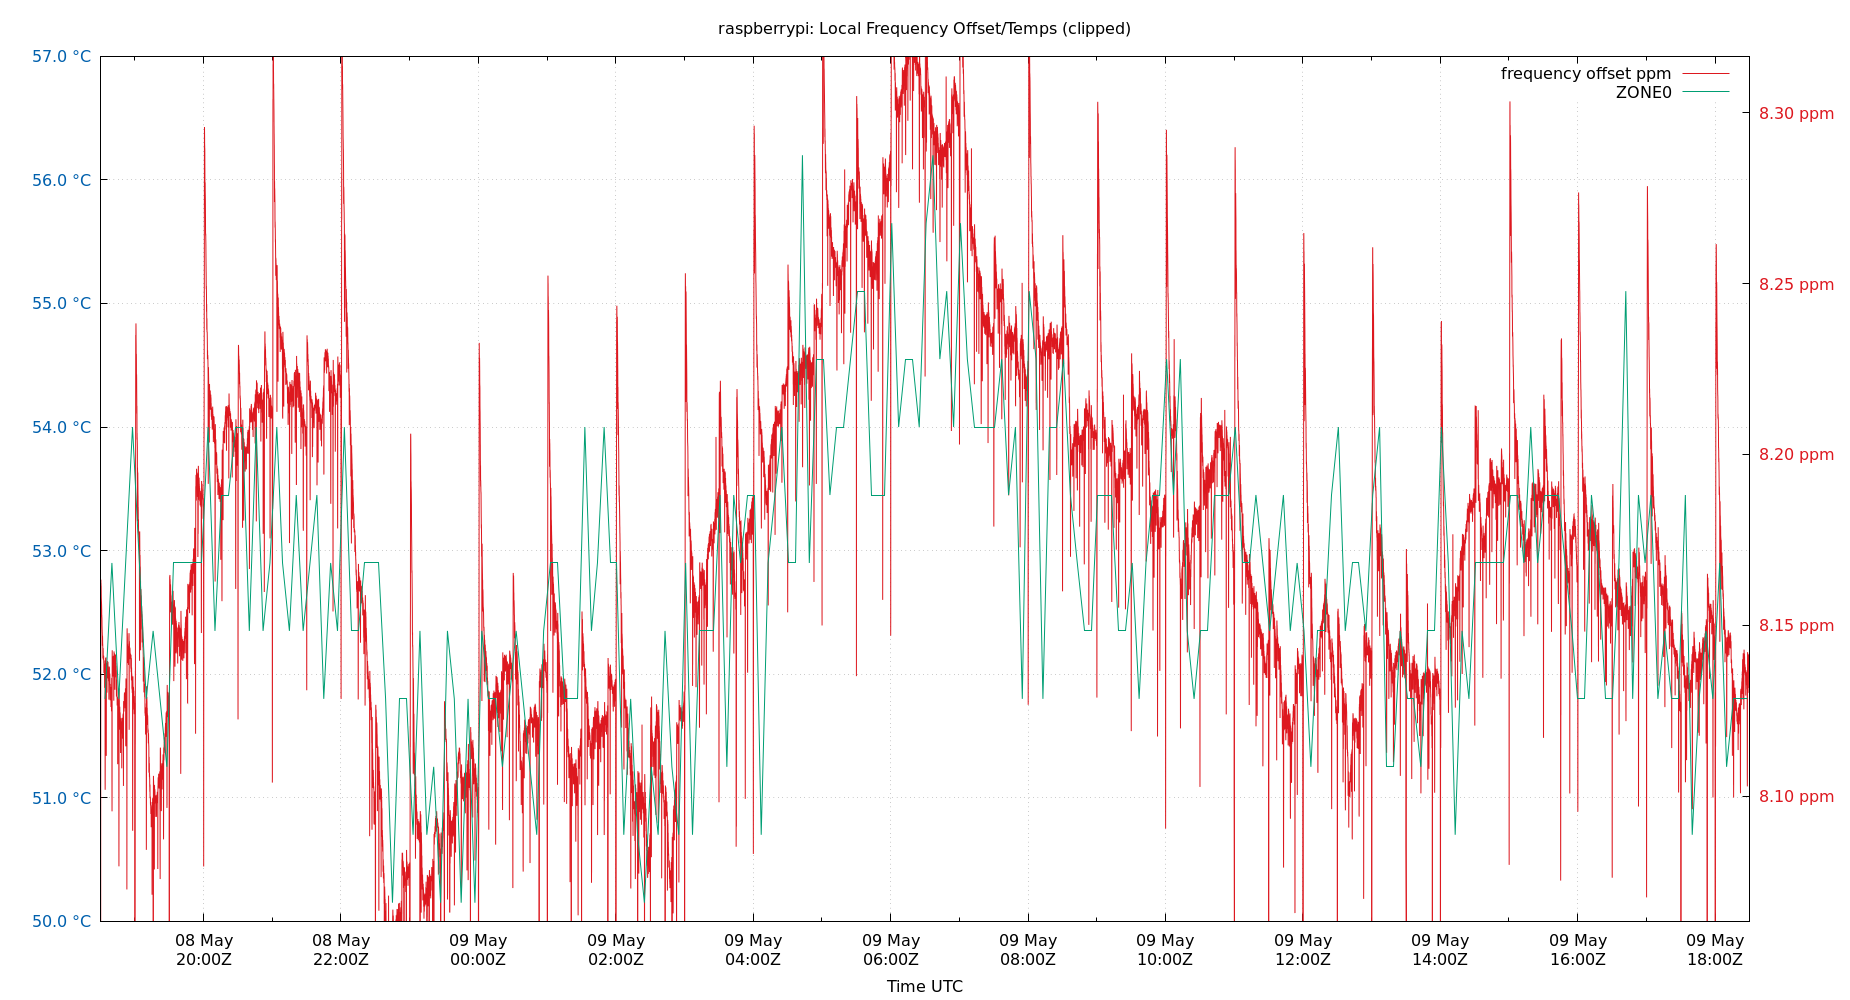 raspberrypi: Local Frequency Offset/Temps (clipped)
frequency offset ppm
ZONE0
57.0 °C
56.0 °C
55.0 °C
54.0 °C
53.0 °C
52.0 °C
51.0 °C
50.0 °C
8.30 ppm
8.25 ppm
8.20 ppm
8.15 ppm
8.10 ppm
08 May
20:00Z
08 May
22:00Z
09 May
00:00Z
09 May
02:00Z
09 May
04:00Z
09 May
06:00Z
09 May
08:00Z
09 May
10:00Z
09 May
12:00Z
09 May
14:00Z
09 May
16:00Z
09 May
18:00Z
Time UTC